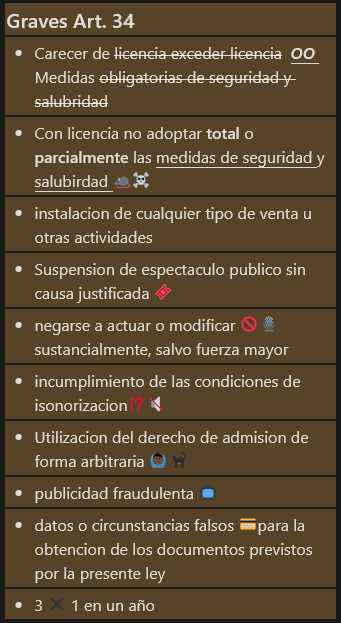 Graves Art. 34
• Carecer de licencia exceder licencia OO
Medidas obligatorias de seguridad y
salubridad
• Con licencia no adoptar total o
parcialmente las medidas de seguridad y
salubirdad 🐀☠️
• instalacion de cualquier tipo de venta u
otras actividades
• Suspension de espectaculo publico sin
causa justificada 🎟️
• negarse a actuar o modificar 🚫🎙️
sustancialmente, salvo fuerza mayor
• incumplimiento de las condiciones de
isonorizacion⁉️🔇
• Utilizacion del derecho de admision de
forma arbitraria 🙆🏿‍♂️🐈‍⬛
• publicidad fraudulenta 📺
• datos o circunstancias falsos 💳para la
obtencion de los documentos previstos
por la presente ley
• 3 ✖️ 1 en un año